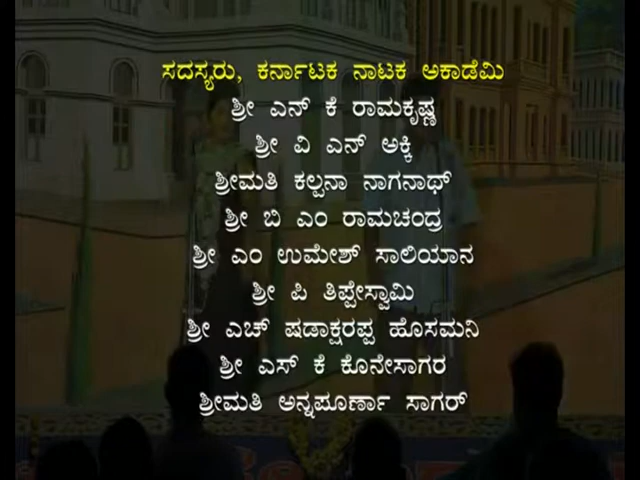 ಸದಸ್ಯರು, ಕರ್ನಾಟಕ ನಾಟಕ ಅಕಾಡೆಮಿ
ಶ್ರೀ ಎನ್ ಕೆ ರಾಮಕೃಷ್ಣ
ಶ್ರೀ ವಿ ಎನ್ ಅಕ್ಕಿ
ಶ್ರೀಮತಿ ಕಲ್ಪನಾ ನಾಗನಾಥ್
ಶ್ರೀ ಬಿ ಎಂ ರಾಮಚಂದ್ರ
ಶ್ರೀ ಎಂ ಉಮೇಶ್ ಸಾಲಿಯಾನ
ಶ್ರೀ ಪಿ ತಿಪ್ಪೇಸ್ವಾಮಿ
ಶ್ರೀ ಎಚ್ ಷಡಾಕ್ಷರಪ್ಪ ಹೊಸಮನಿ
ಶ್ರೀ ಎಸ್ ಕೆ ಕೊನೇಸಾಗರ
ಶ್ರೀಮತಿ ಅನ್ನಪೂರ್ಣಾ ಸಾಗರ್